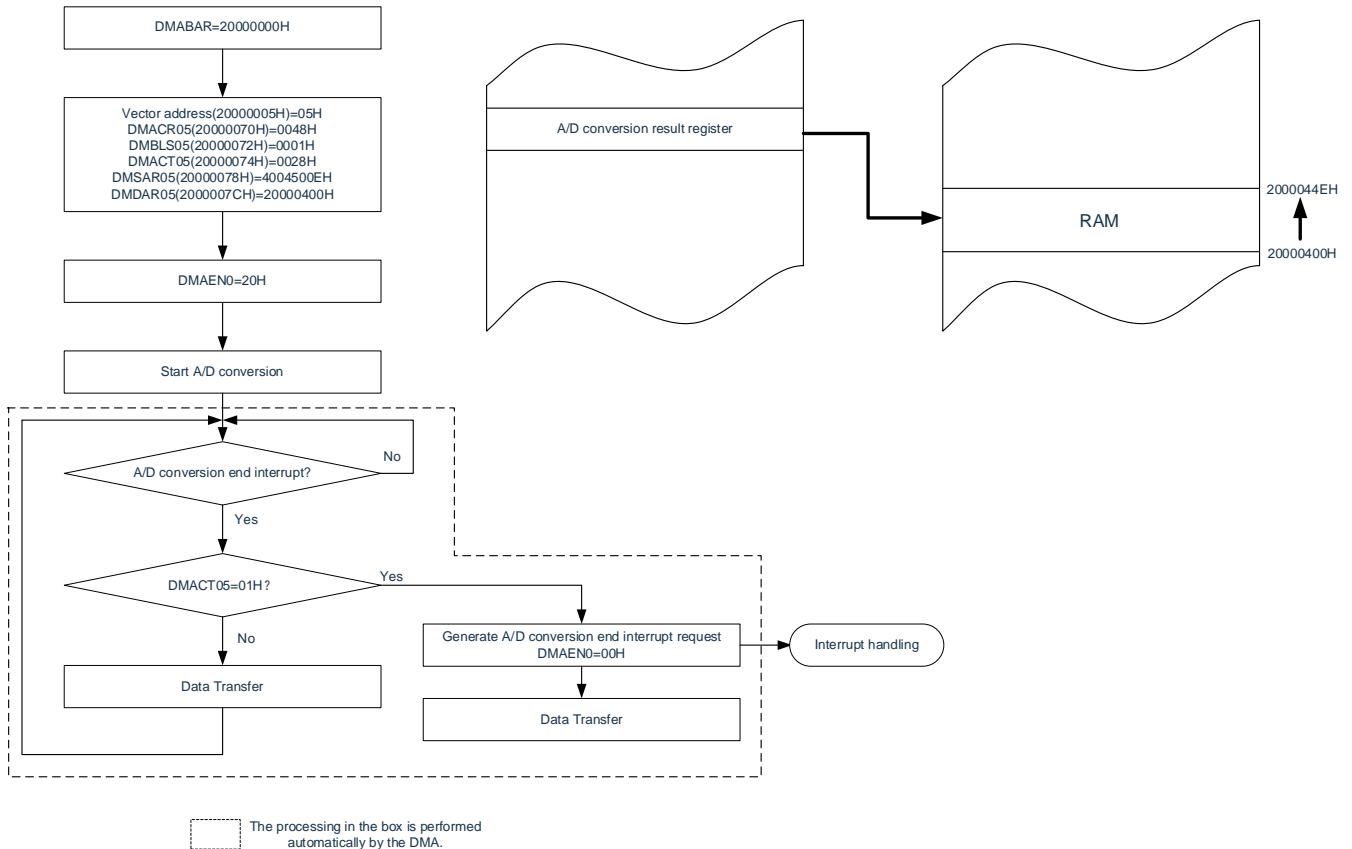 DMABAR=20000000H
Vector address(20000005H)=05H
DMACR05(20000070H)=0048H
DMBLS05(20000072H)=0001H
DMACT05(20000074H)=0028H
DMSAR05(20000078H)=4004500EH
DMDAR05(2000007CH)=20000400H
DMAEN0=20H
Start A/D conversion
A/D conversion end interrupt?
No
Yes
DMACT05=01H?
Yes
No
Data Transfer
Generate A/D conversion end interrupt request
DMAEN0=00H
Data Transfer
Interrupt handling
A/D conversion result register
RAM
2000044EH
20000400H
The processing in the box is performed
automatically by the DMA.